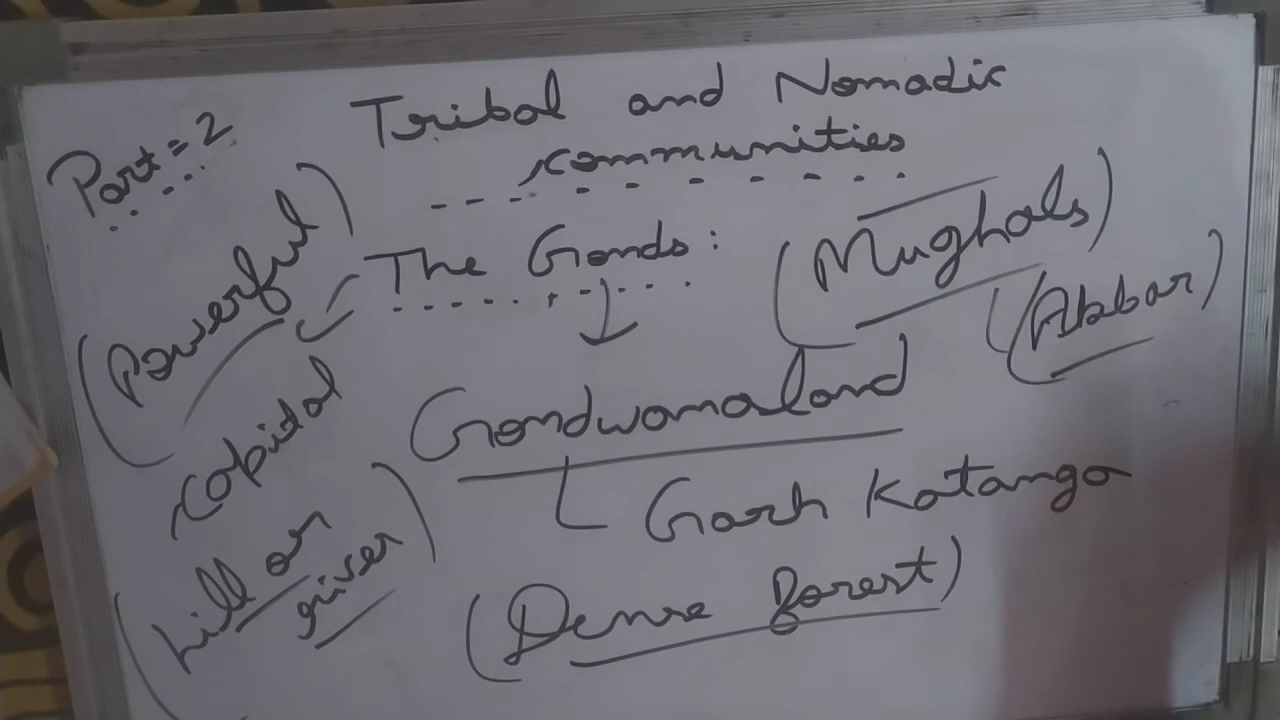 Part = 2
Tribal and Nomadic
communities
The Gonds :
(Mughals)
(Akbar)
(Powerful)
Gondwanaland
capital
Garh Katanga
hill or
river
(Dense forest)